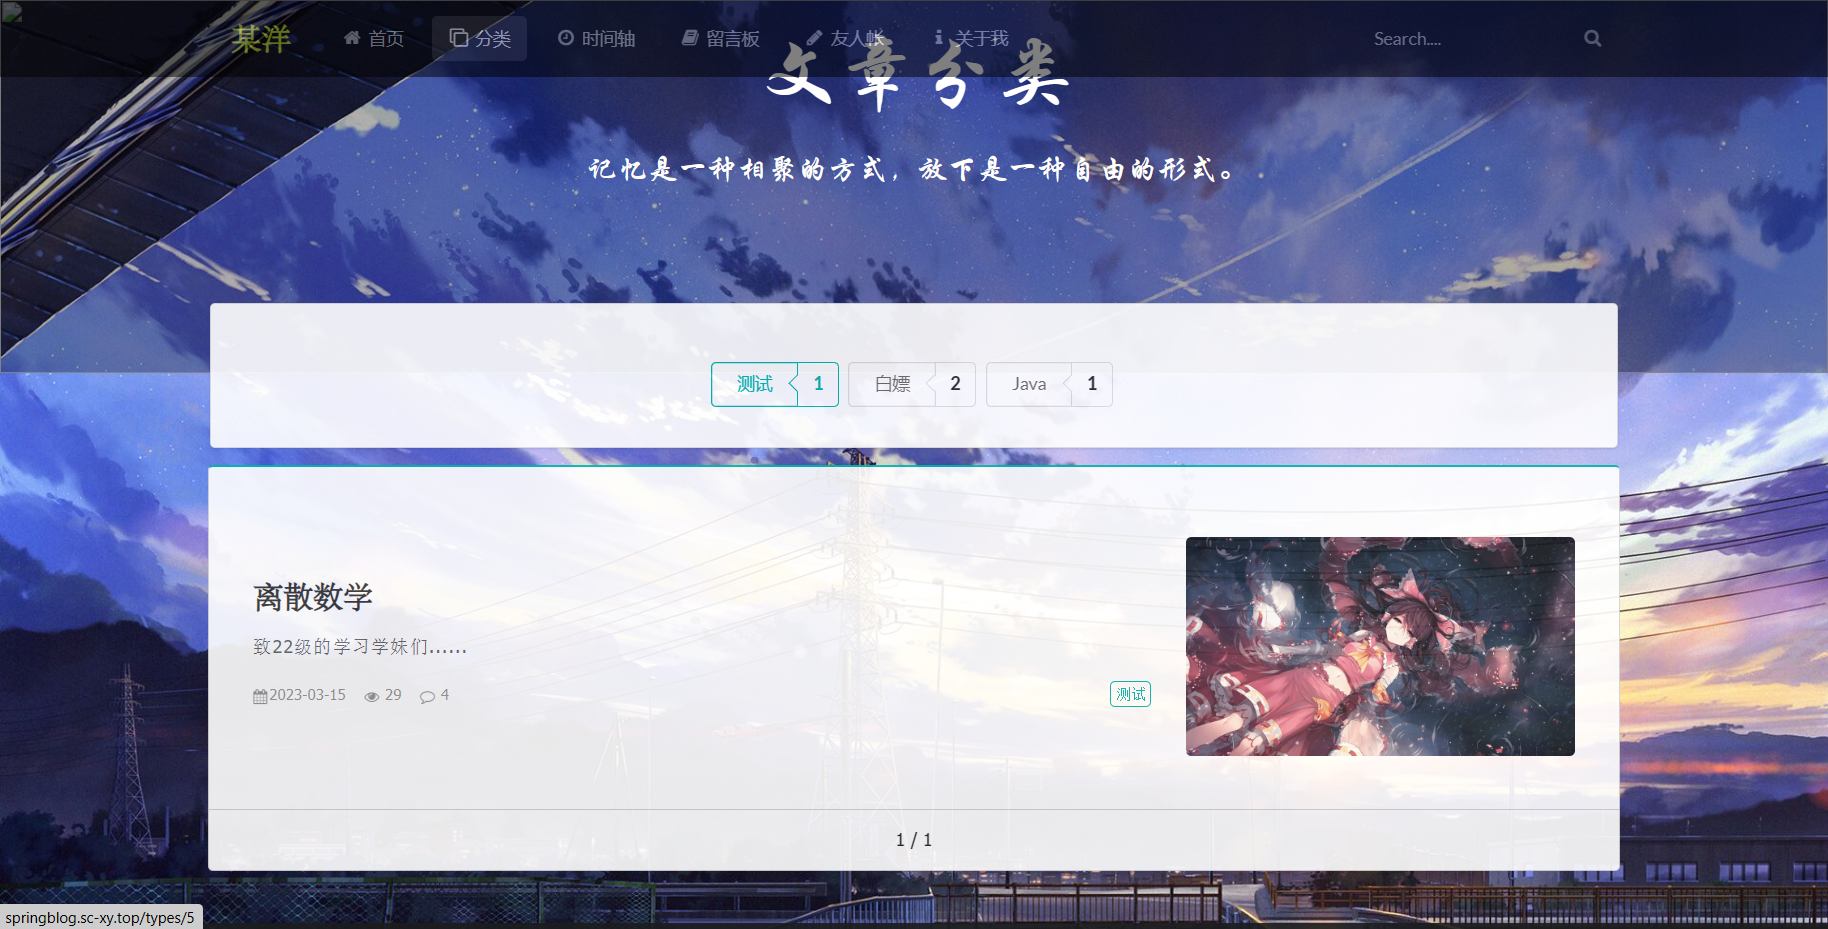 某洋 首页 分类 时间轴 留言板 友人帐 关于我 Search....
文章分类
记忆是一种相聚的方式，放下是一种自由的形式。
测试 1 白嫖 2 Java 1
离散数学
致22级的学习学妹们......
2023-03-15 29 4 测试
1 / 1
springblog.sc-xy.top/types/5